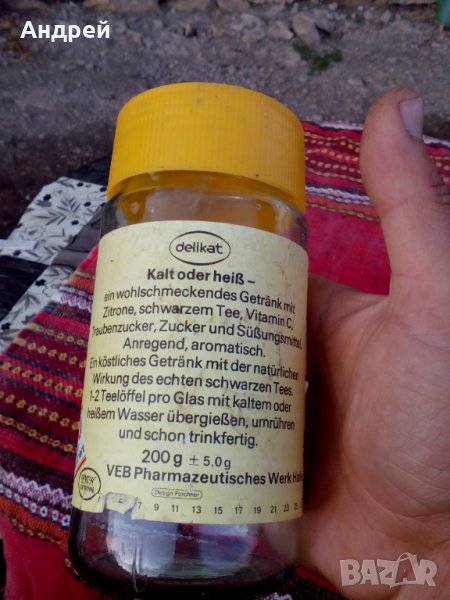 Андрей
delikat
Kalt oder heiß –
ein wohlschmeckendes Getränk mit
Zitrone, schwarzem Tee, Vitamin C,
Traubenzucker, Zucker und Süßungsmittel.
Anregend, aromatisch.
Ein köstliches Getränk mit der natürlichen
Wirkung des echten schwarzen Tees.
1-2 Teelöffel pro Glas mit kaltem oder
heißem Wasser übergießen, umrühren
und schon trinkfertig.
200 g ± 5,0 g
VEB Pharmazeutisches Werk
7 9 11 13 15 17 19 21 23
BAZAR